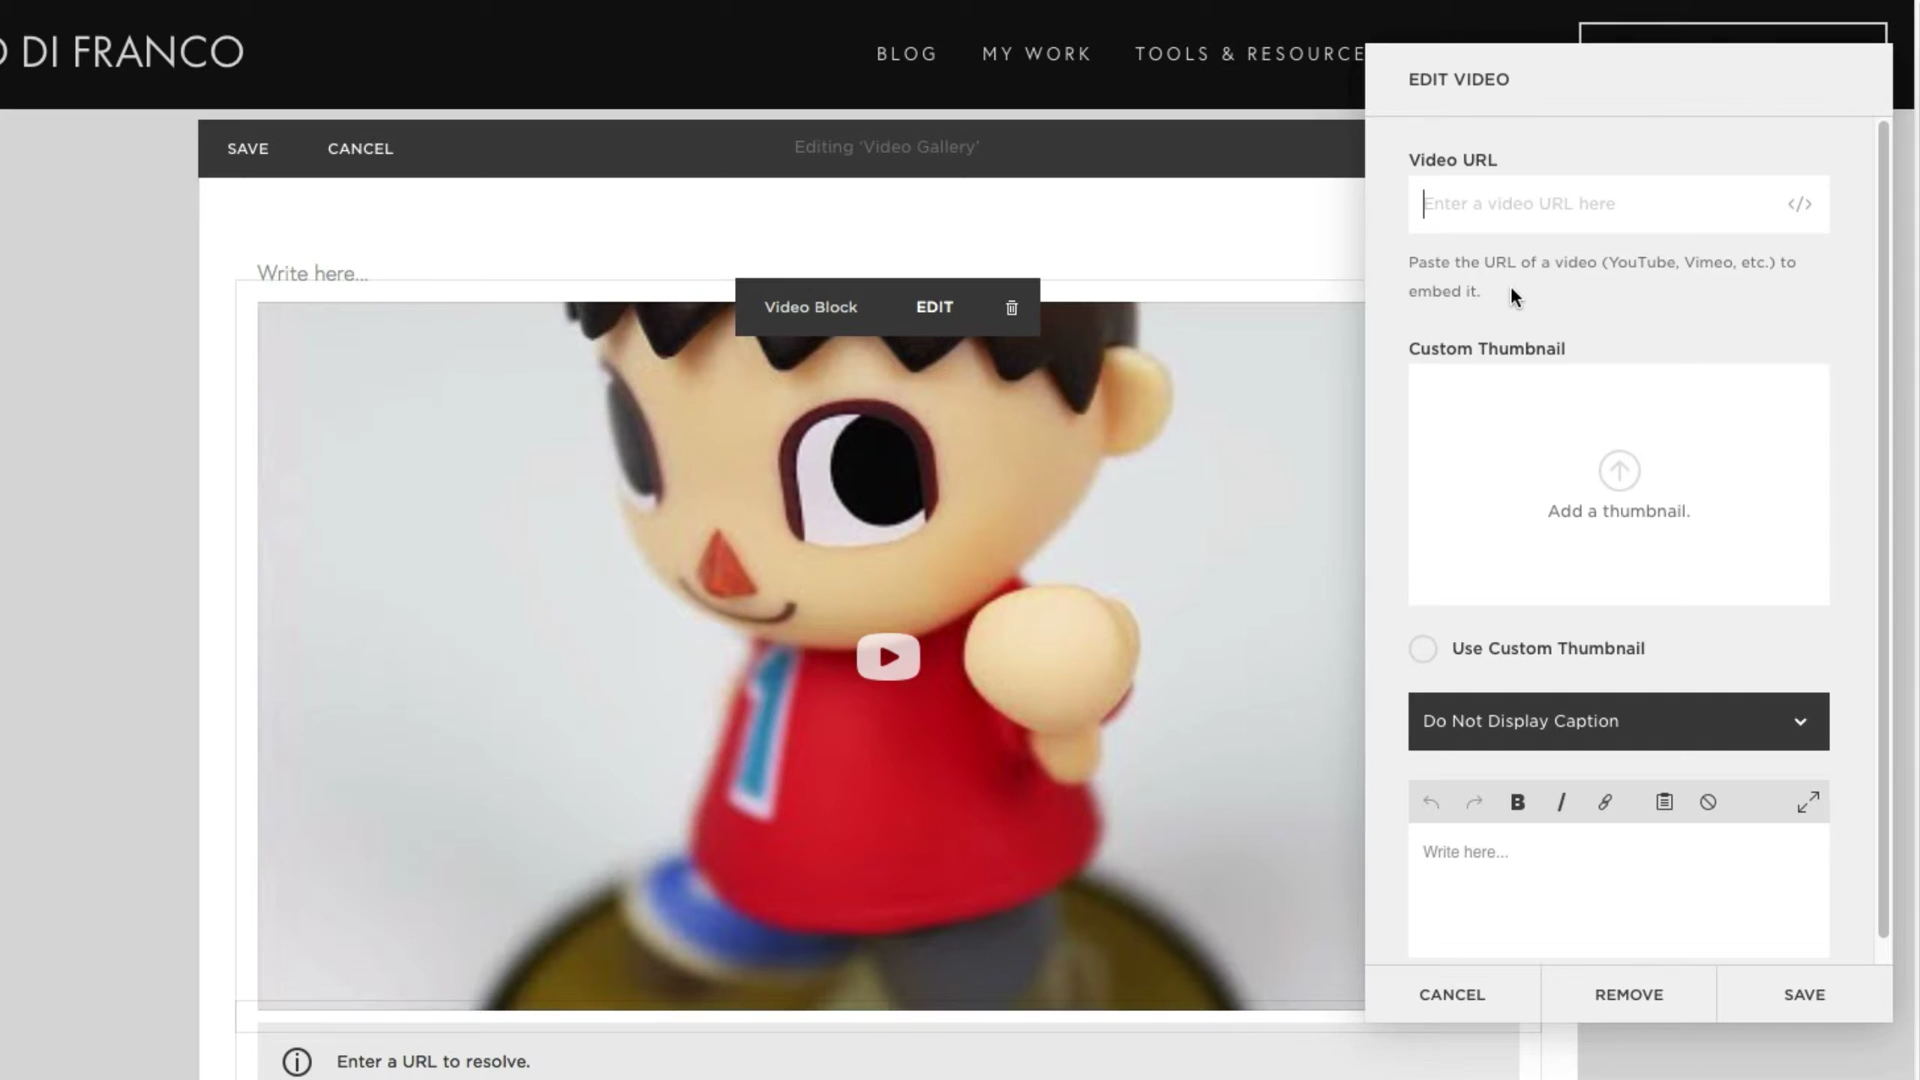 DI FRANCO
BLOG MY WORK TOOLS & RESOURCE
SAVE CANCEL Editing ‘Video Gallery’
Write here...
Video Block EDIT
1
Enter a URL to resolve.
EDIT VIDEO
Video URL
Enter a video URL here </>
Paste the URL of a video (YouTube, Vimeo, etc.) to
embed it.
Custom Thumbnail
Add a thumbnail.
Use Custom Thumbnail
Do Not Display Caption
B I
Write here...
CANCEL REMOVE SAVE